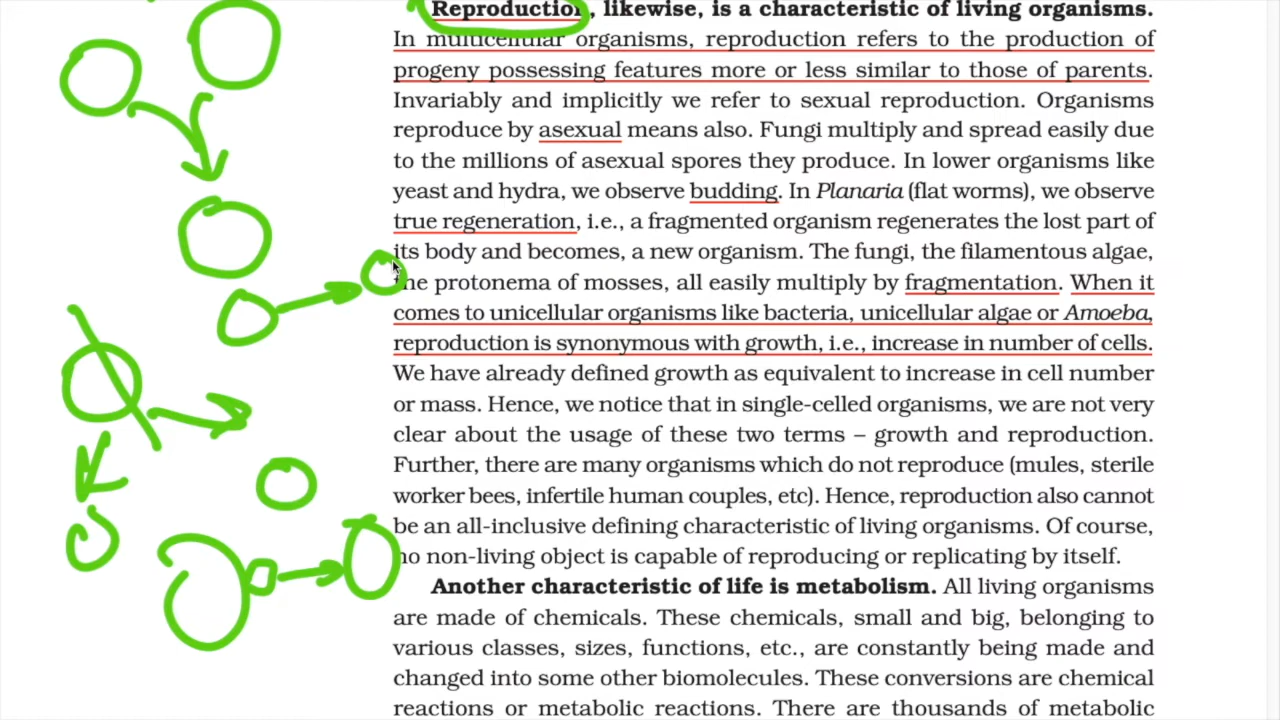 Reproduction, likewise, is a characteristic of living organisms.
In multicellular organisms, reproduction refers to the production of
progeny possessing features more or less similar to those of parents.
Invariably and implicitly we refer to sexual reproduction. Organisms
reproduce by asexual means also. Fungi multiply and spread easily due
to the millions of asexual spores they produce. In lower organisms like
yeast and hydra, we observe budding. In Planaria (flat worms), we observe
true regeneration, i.e., a fragmented organism regenerates the lost part of
its body and becomes, a new organism. The fungi, the filamentous algae,
the protonema of mosses, all easily multiply by fragmentation. When it
comes to unicellular organisms like bacteria, unicellular algae or Amoeba,
reproduction is synonymous with growth, i.e., increase in number of cells.
We have already defined growth as equivalent to increase in cell number
or mass. Hence, we notice that in single-celled organisms, we are not very
clear about the usage of these two terms – growth and reproduction.
Further, there are many organisms which do not reproduce (mules, sterile
worker bees, infertile human couples, etc). Hence, reproduction also cannot
be an all-inclusive defining characteristic of living organisms. Of course,
no non-living object is capable of reproducing or replicating by itself.
Another characteristic of life is metabolism. All living organisms
are made of chemicals. These chemicals, small and big, belonging to
various classes, sizes, functions, etc., are constantly being made and
changed into some other biomolecules. These conversions are chemical
reactions or metabolic reactions. There are thousands of metabolic